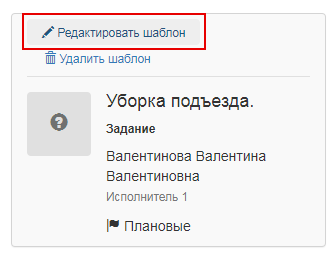 Редактировать шаблон
Удалить шаблон
Уборка подъезда.
Задание
Валентинова Валентина
Валентиновна
Исполнитель 1
Плановые